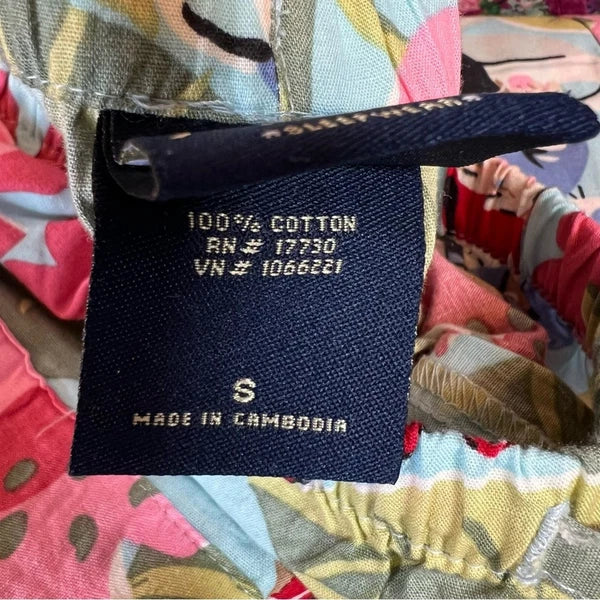 "SLEEPWEAR"
100% COTTON
RN# 17730
VN# 1066221
S
MADE IN CAMBODIA